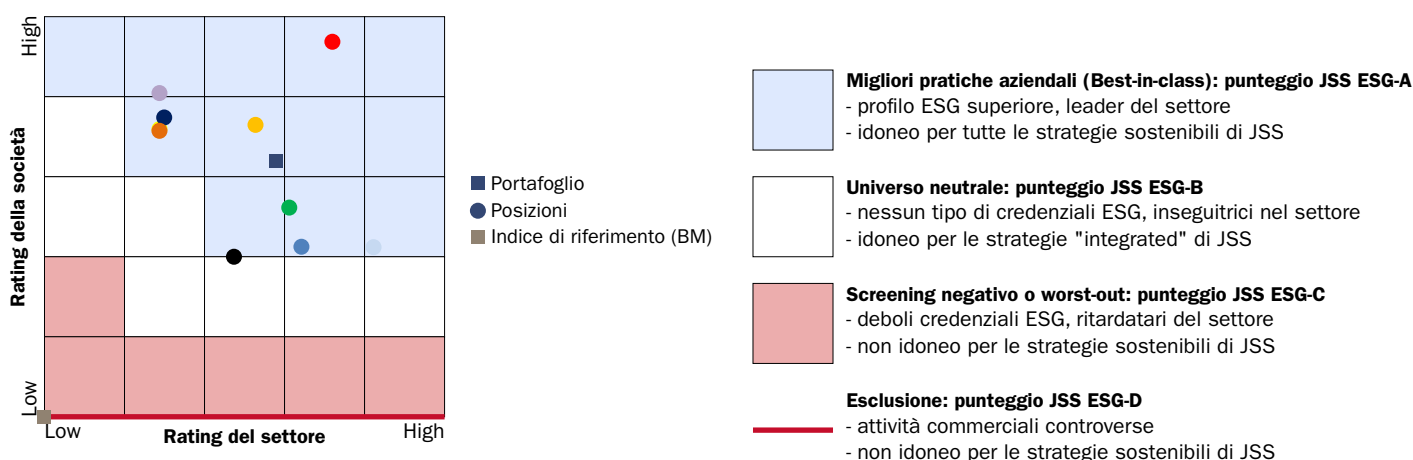 High
Rating della società
Low
Low
Rating del settore
High
Portafoglio
Posizioni
Indice di riferimento (BM)
Migliori pratiche aziendali (Best-in-class): punteggio JSS ESG-A
- profilo ESG superiore, leader del settore
- idoneo per tutte le strategie sostenibili di JSS
Universo neutrale: punteggio JSS ESG-B
- nessun tipo di credenziali ESG, inseguitrici nel settore
- idoneo per le strategie "integrated" di JSS
Screening negativo o worst-out: punteggio JSS ESG-C
- deboli credenziali ESG, ritardatari del settore
- non idoneo per le strategie sostenibili di JSS
Esclusione: punteggio JSS ESG-D
- attività commerciali controverse
- non idoneo per le strategie sostenibili di JSS